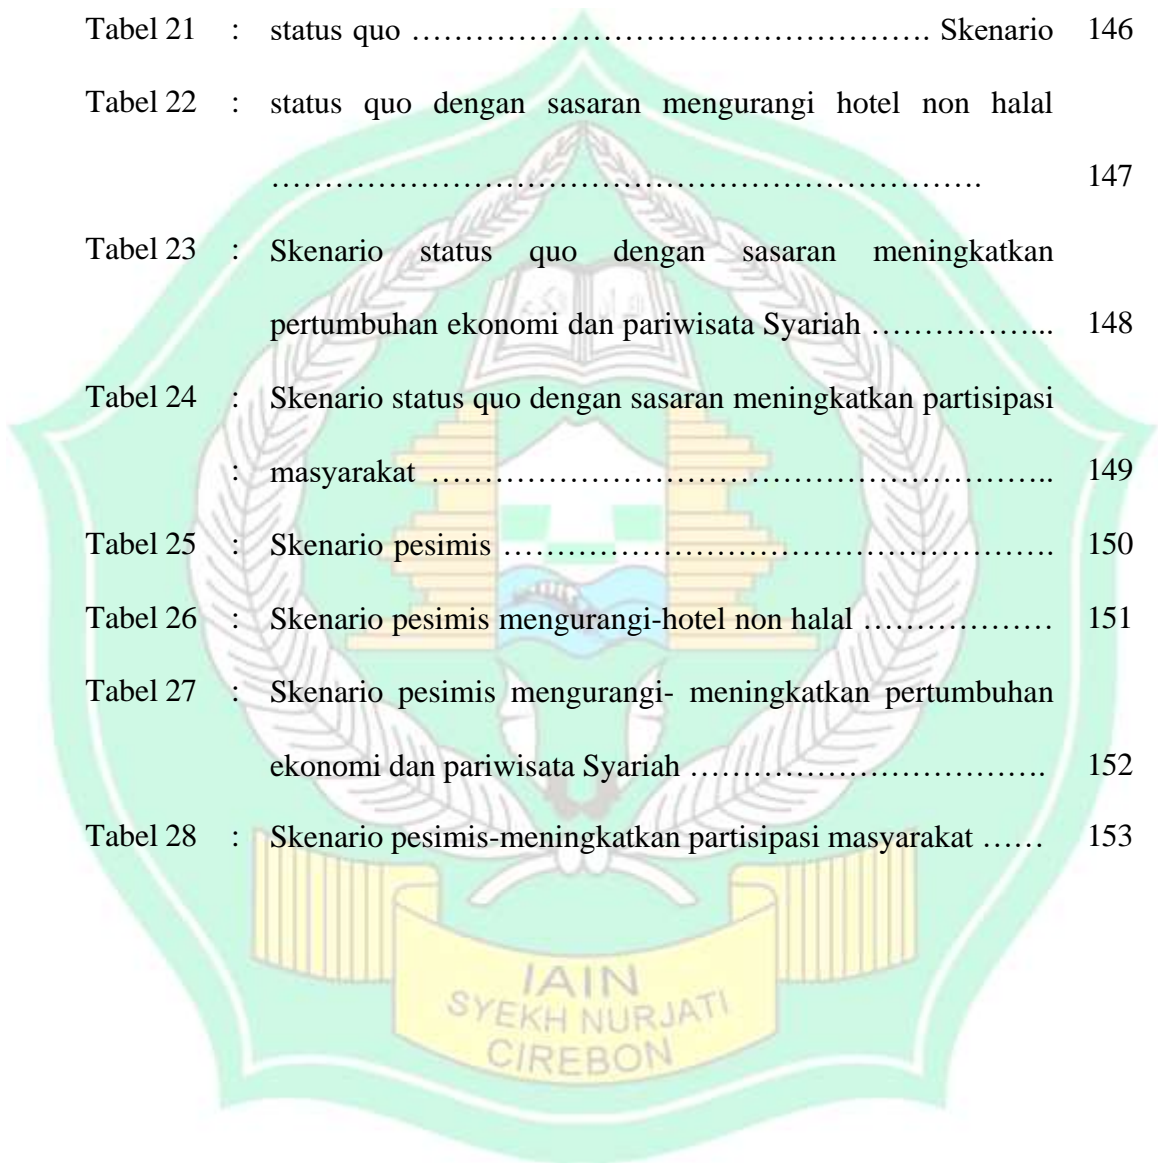 Tabel 21 : status quo …………………………………………. Skenario 146
Tabel 22 : status quo dengan sasaran mengurangi hotel non halal
…………………………………………………………. 147
Tabel 23 : Skenario status quo dengan sasaran meningkatkan
pertumbuhan ekonomi dan pariwisata Syariah ……………... 148
Tabel 24 : Skenario status quo dengan sasaran meningkatkan partisipasi
: masyarakat ………………………………………………….. 149
Tabel 25 : Skenario pesimis ……………………………………………. 150
Tabel 26 : Skenario pesimis mengurangi-hotel non halal ……………… 151
Tabel 27 : Skenario pesimis mengurangi- meningkatkan pertumbuhan
ekonomi dan pariwisata Syariah ……………………………. 152
Tabel 28 : Skenario pesimis-meningkatkan partisipasi masyarakat …… 153
IAIN
SYEKH NURJATI
CIREBON